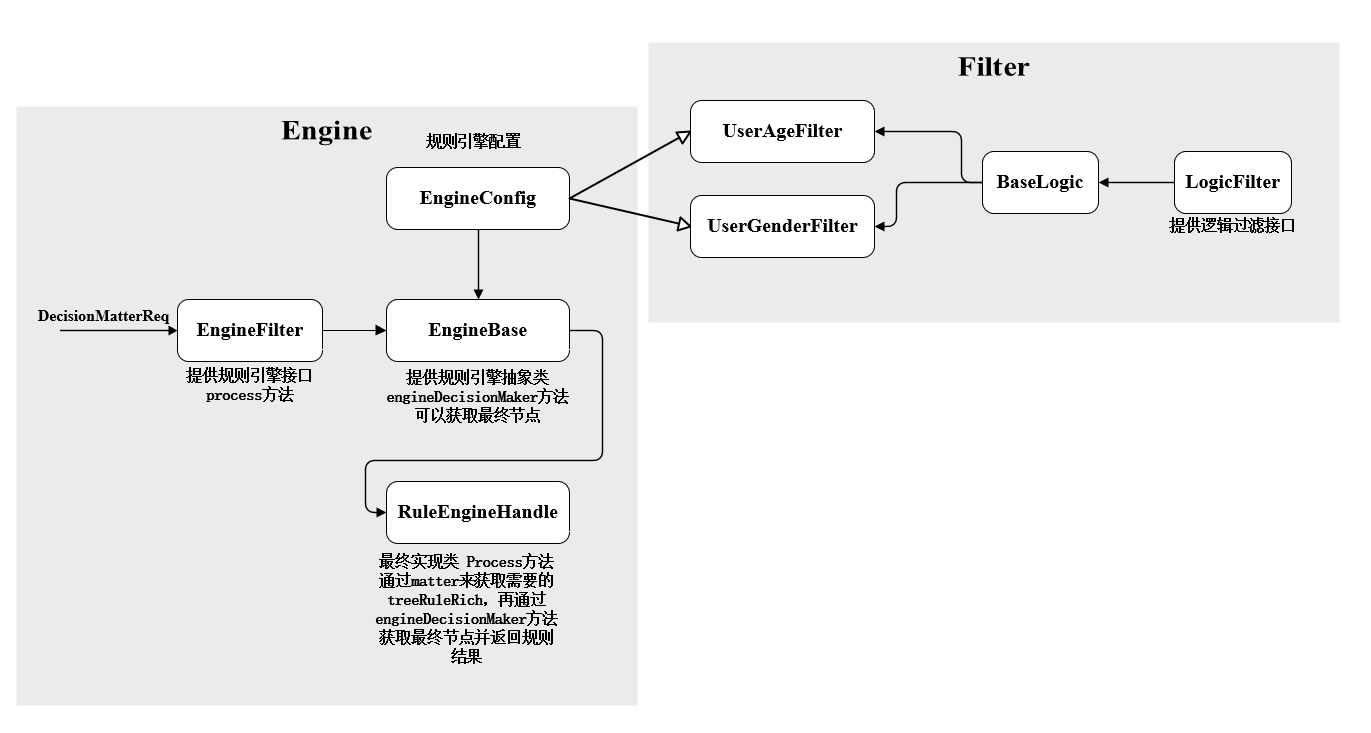 Filter
UserAgeFilter
UserGenderFilter
BaseLogic
LogicFilter
提供逻辑过滤接口
Engine
规则引擎配置
EngineConfig
DecisionMatterReq
EngineFilter
提供规则引擎接口
process方法
EngineBase
提供规则引擎抽象类
engineDecisionMaker方法
可以获取最终节点
RuleEngineHandle
最终实现类 Process方法
通过matter来获取需要的
treeRuleRich，再通过
engineDecisionMaker方法
获取最终节点并返回规则
结果